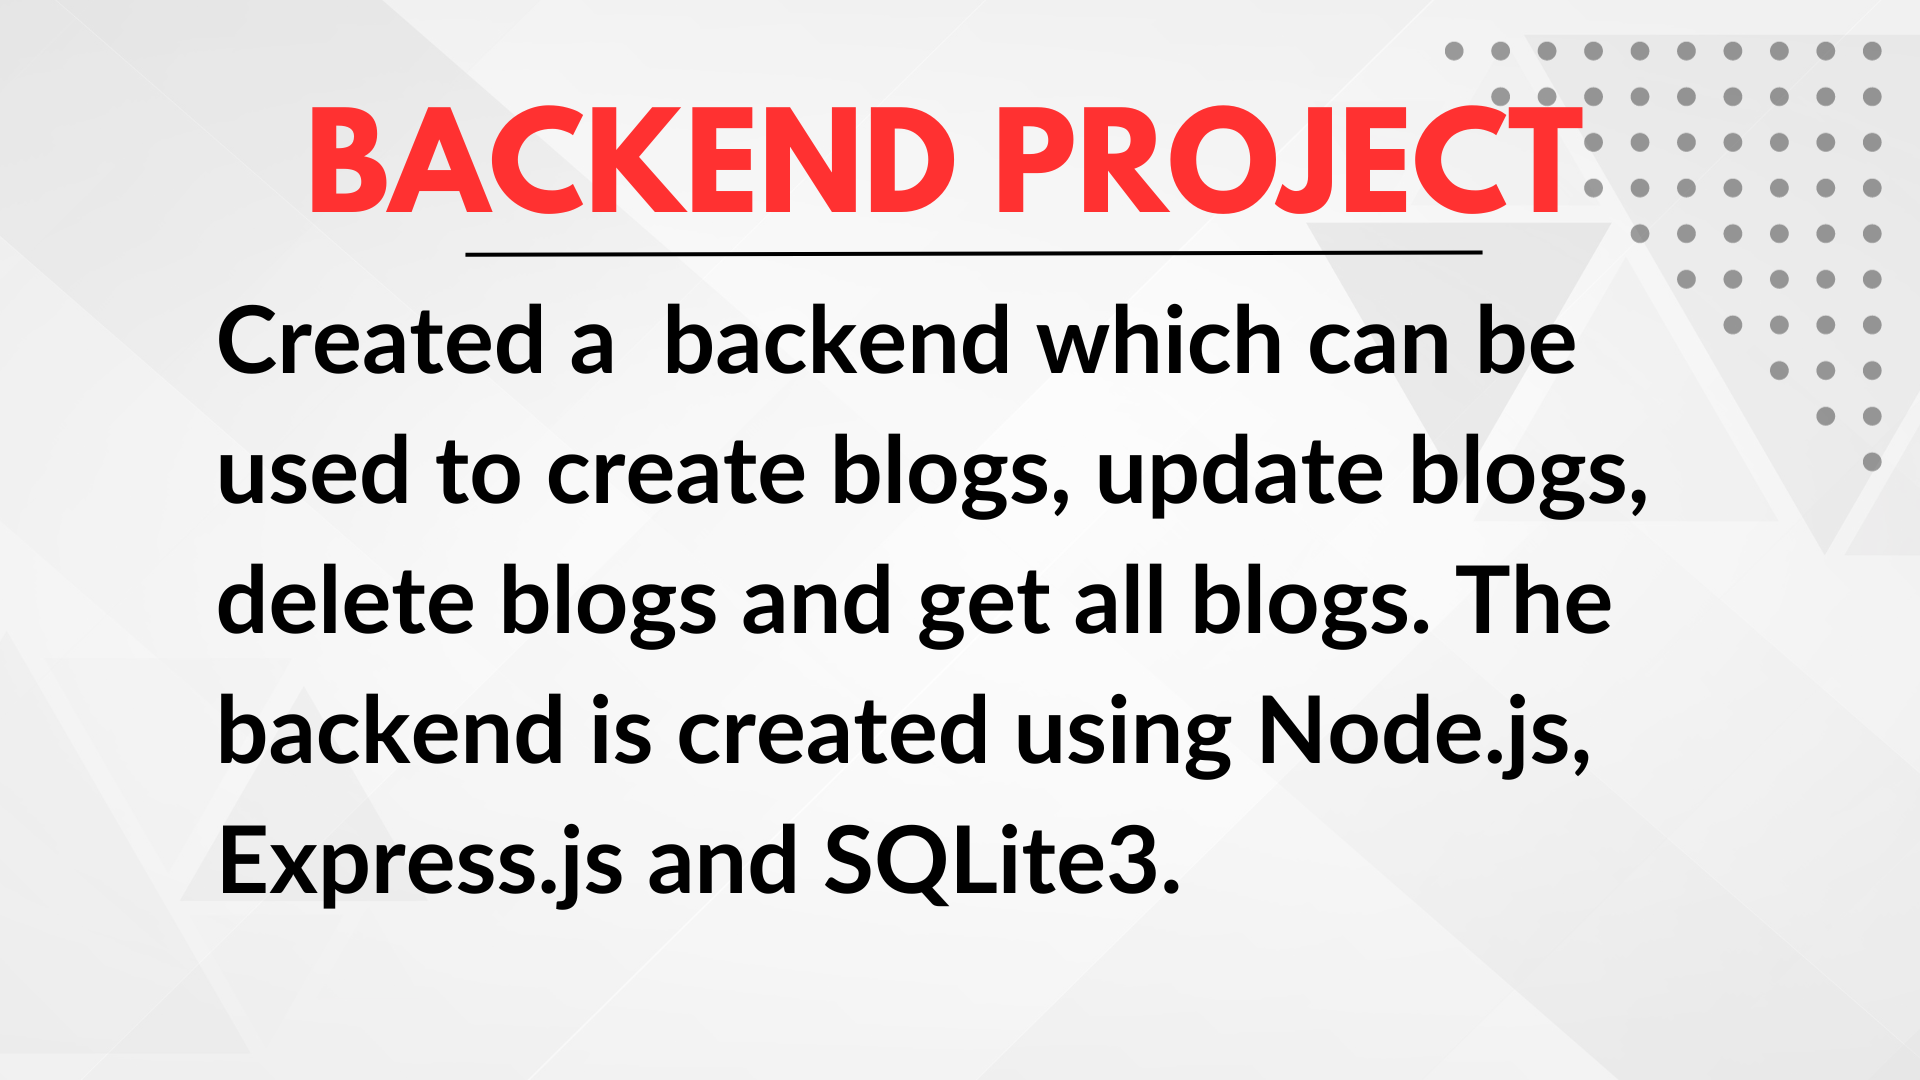 BACKEND PROJECT
Created a  backend which can be
used to create blogs, update blogs,
delete blogs and get all blogs. The
backend is created using Node.js,
Express.js and SQLite3.